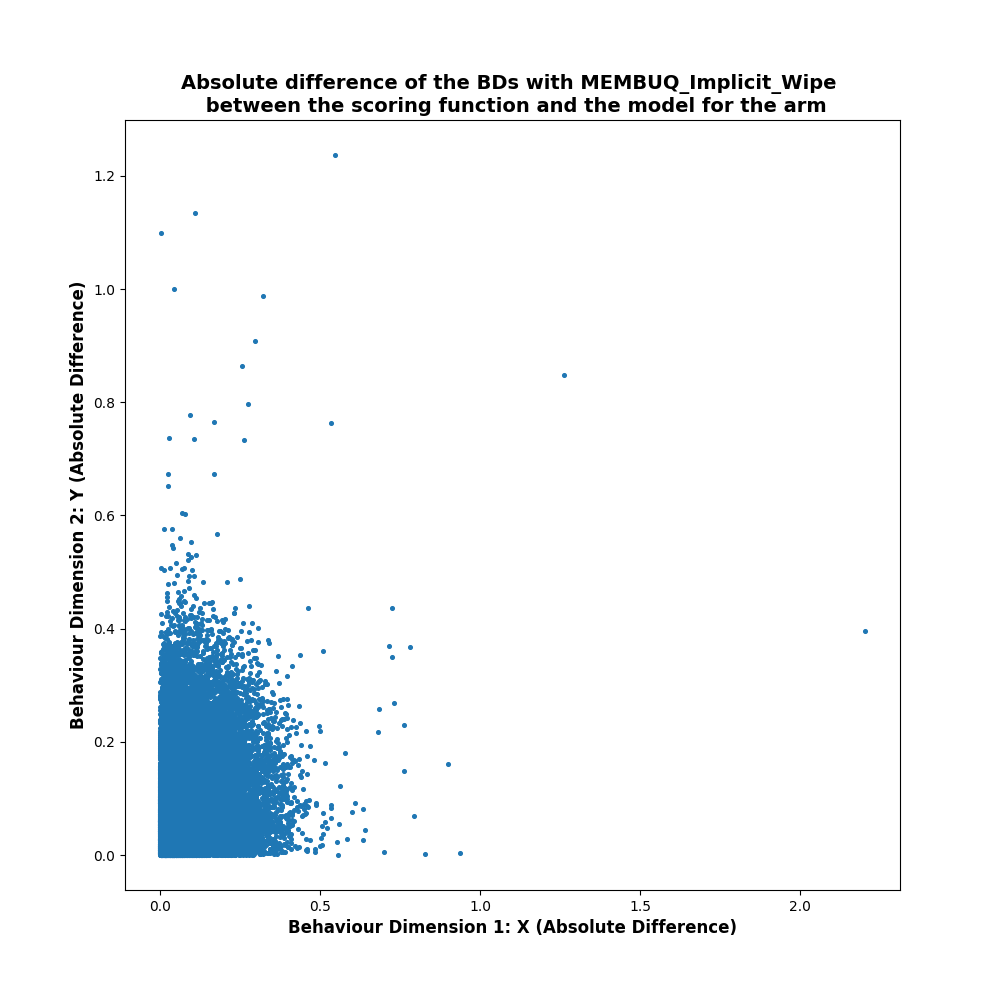 Absolute difference of the BDs with MEMBUQ_Implicit_Wipe
between the scoring function and the model for the arm
Behaviour Dimension 2: Y (Absolute Difference)
1.2
1.0
0.8
0.6
0.4
0.2
0.0
0.0 0.5 1.0 1.5 2.0
Behaviour Dimension 1: X (Absolute Difference)